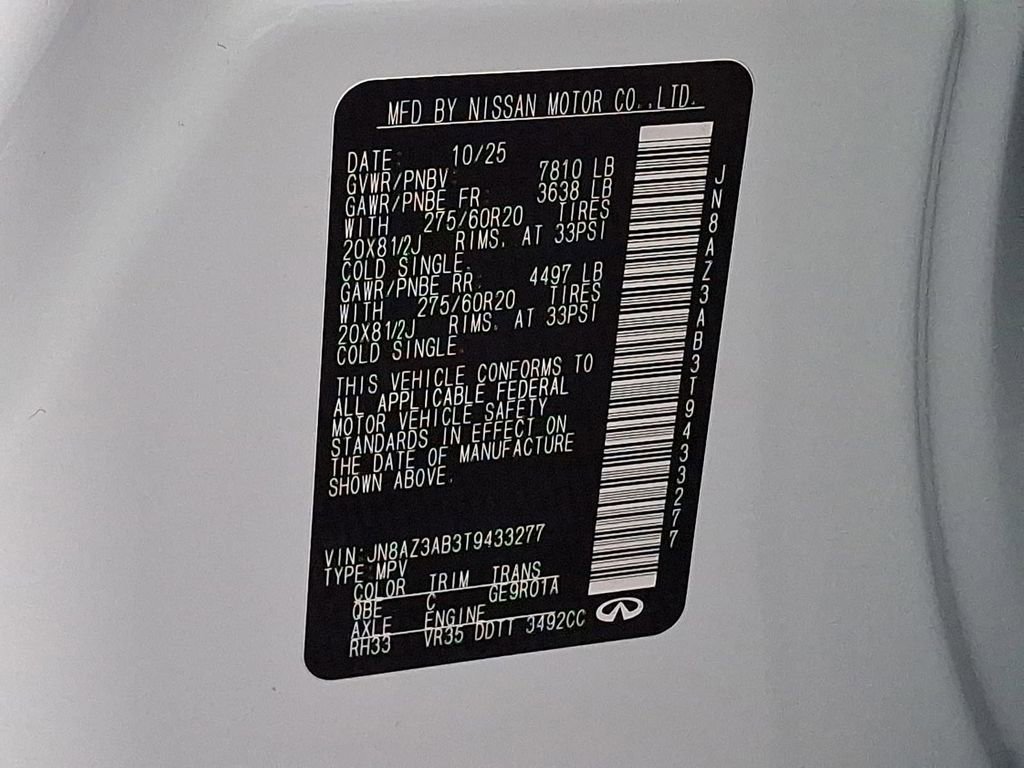 MFD BY NISSAN MOTOR CO.,LTD.
DATE: 10/25
GVWR/PNBV: 7810 LB
GAWR/PNBE FR: 3638 LB
WITH 275/60R20 TIRES
20X81/2J RIMS. AT 33PSI
COLD SINGLE.
GAWR/PNBE RR: 4497 LB
WITH 275/60R20 TIRES
20X81/2J RIMS. AT 33PSI
COLD SINGLE.
THIS VEHICLE CONFORMS TO
ALL APPLICABLE FEDERAL
MOTOR VEHICLE SAFETY
STANDARDS IN EFFECT ON
THE DATE OF MANUFACTURE
SHOWN ABOVE.
VIN:JN8AZ3AB3T9433277
TYPE:MPV
COLOR TRIM TRANS
QBE C GE9R01A
AXLE ENGINE
RH33 VR35 DDTT 3492CC
JN8AZ3AB3T9433277